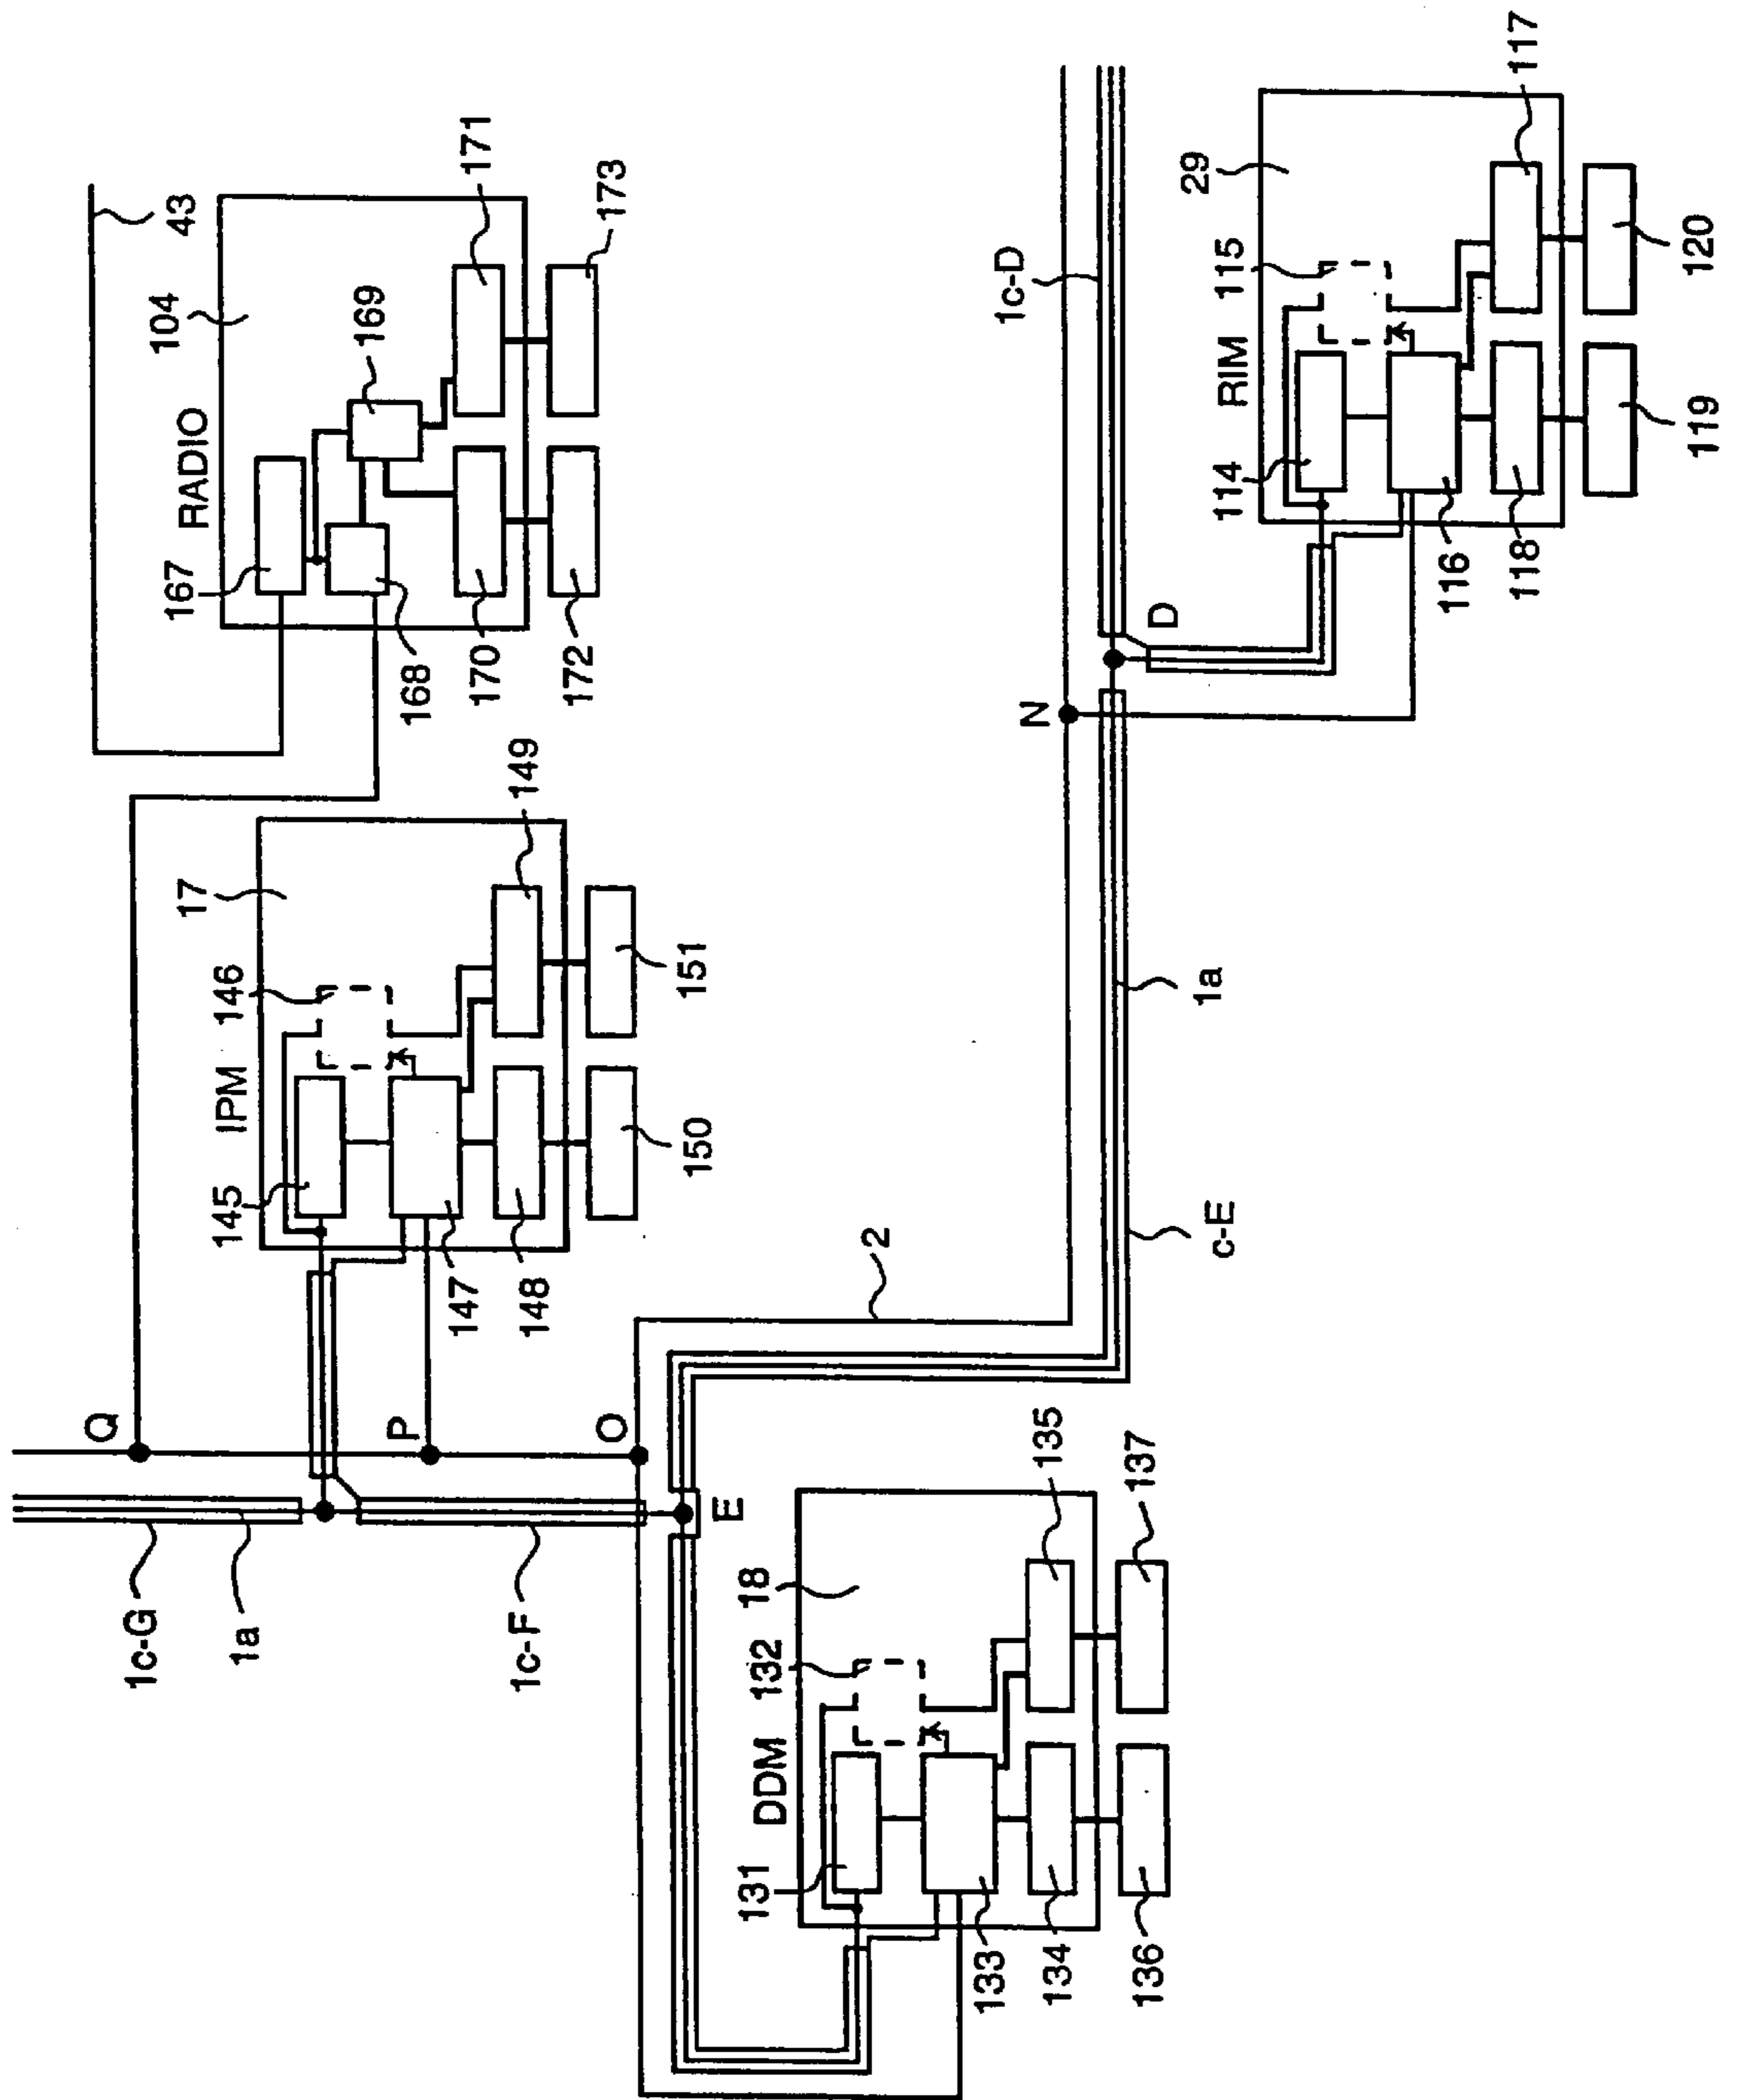 43
104
RADIO
167
169
171
168
170
172
173
Q
17
IPM
146
145
149
147
148
150
151
P
O
1c-G
1a
1c-F
E
2
c-E
1a
18
DDM
132
131
135
133
134
136
137
N
D
1c-D
29
RIM
115
114
117
116
118
119
120